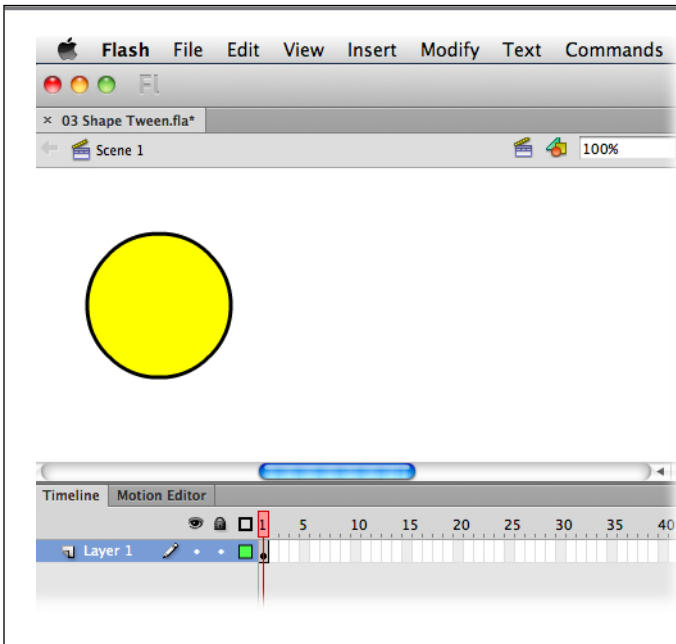 Flash File Edit View Insert Modify Text Commands
Fl
× 03 Shape Tween.fla*
Scene 1 100%
Timeline Motion Editor
1 5 10 15 20 25 30 35 40
Layer 1